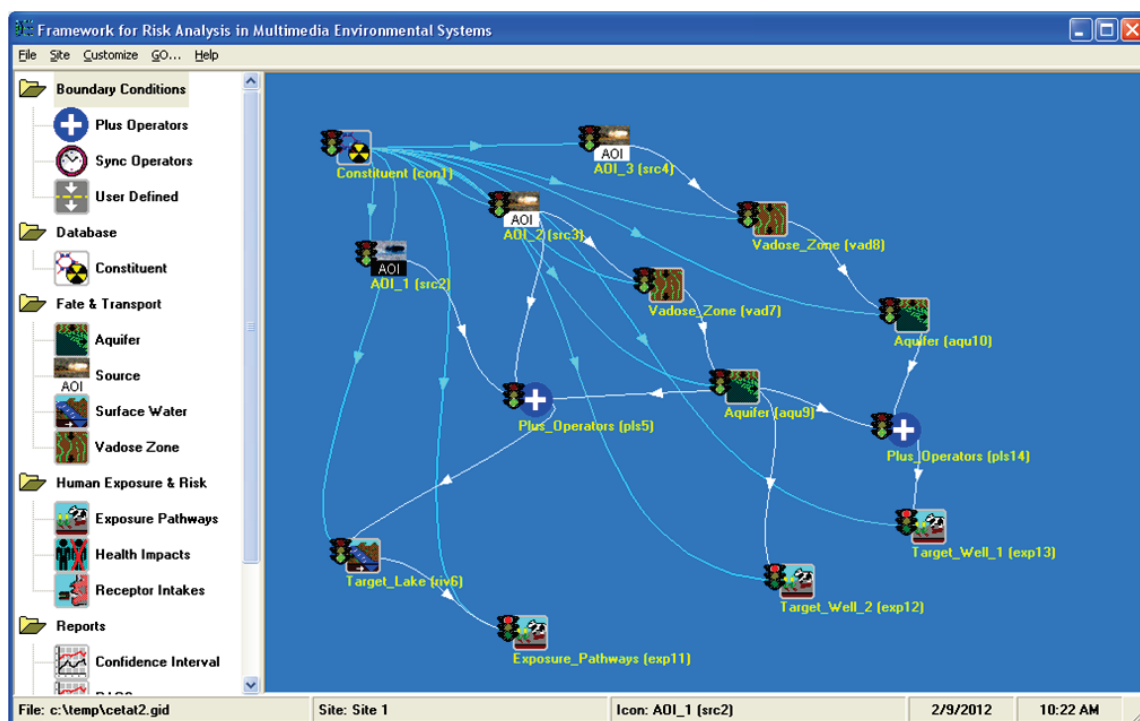 Framework for Risk Analysis in Multimedia Environmental Systems
File Site Customize GO... Help
Boundary Conditions
Plus Operators
Sync Operators
User Defined
Database
Constituent
Fate & Transport
Aquifer
AOI
Source
Surface Water
Vadose Zone
Human Exposure & Risk
Exposure Pathways
Health Impacts
Receptor Intakes
Reports
Confidence Interval
Constituent (con1)
AOI
AOI_3 (src4)
AOI
AOI_2 (src3)
Vadose_Zone (vad8)
AOI
AOI_1 (src2)
Vadose_Zone (vad7)
Aquifer (aqu10)
Aquifer (aqu9)
Plus_Operators (pls5)
Plus_Operators (pls14)
Target_Well_1 (exp13)
Target_Lake (riv6)
Target_Well_2 (exp12)
Exposure_Pathways (exp11)
File: c:\temp\cetat2.gid Site: Site 1 Icon: AOI_1 (src2) 2/9/2012 10:22 AM